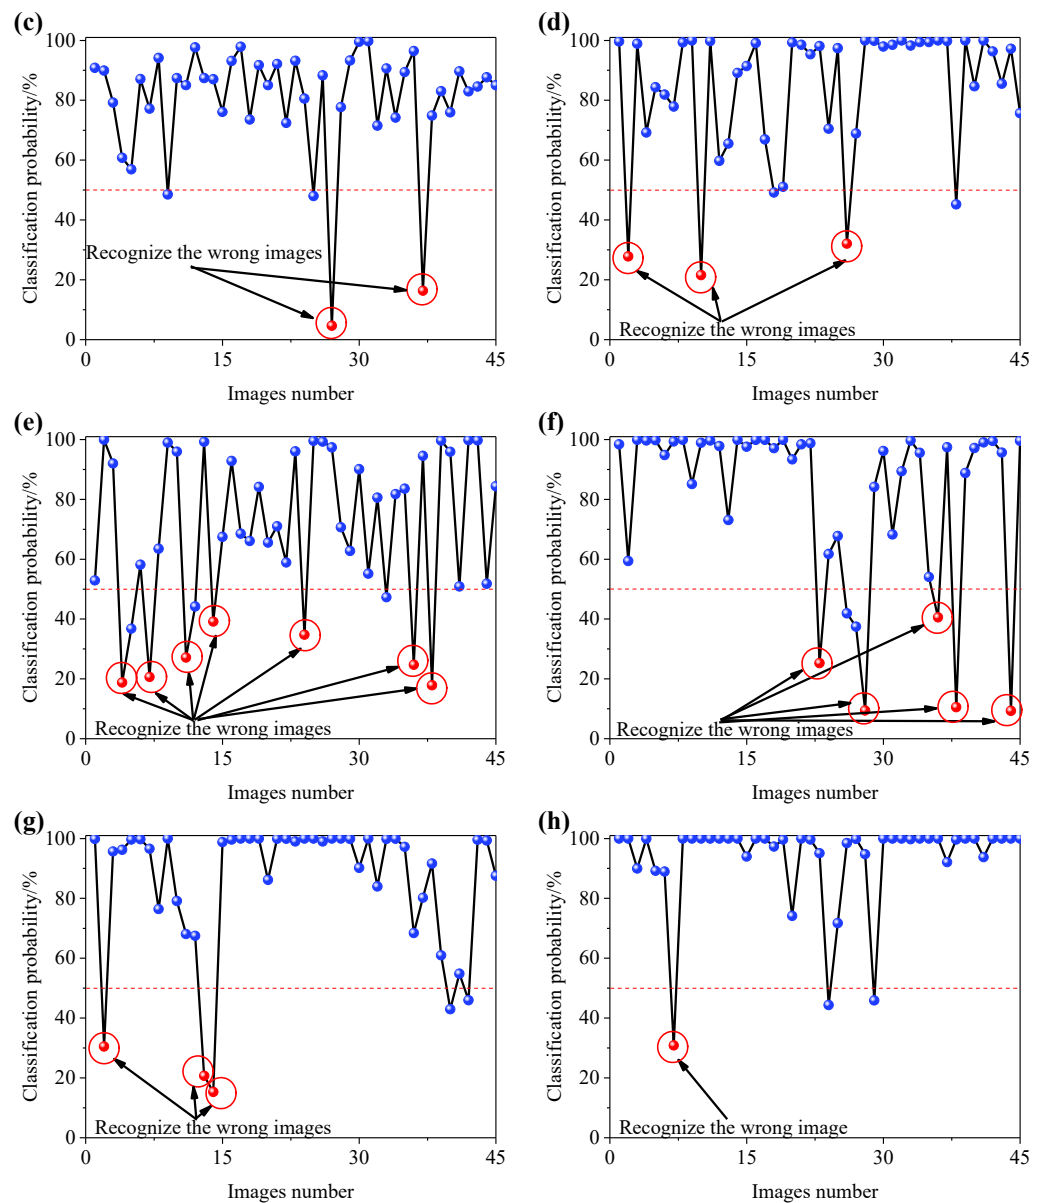 (c)
Classification probability/%
100
80
60
40
20
0
Recognize the wrong images
0 15 30 45
Images number
(d)
Classification probability/%
100
80
60
40
20
0
Recognize the wrong images
0 15 30 45
Images number
(e)
Classification probability/%
100
80
60
40
20
0
Recognize the wrong images
0 15 30 45
Images number
(f)
Classification probability/%
100
80
60
40
20
0
Recognize the wrong images
0 15 30 45
Images number
(g)
Classification probability/%
100
80
60
40
20
0
Recognize the wrong images
0 15 30 45
Images number
(h)
Classification probability/%
100
80
60
40
20
0
Recognize the wrong image
0 15 30 45
Images number